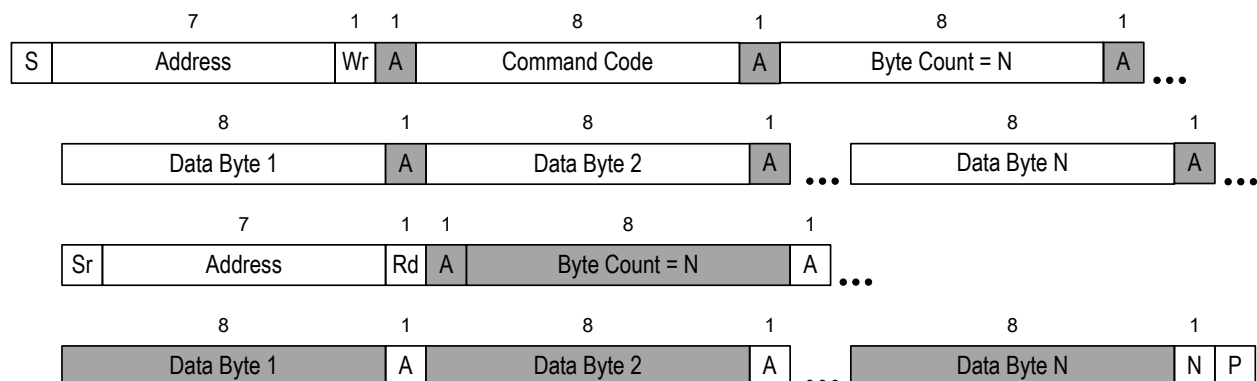 7 1 1 8 1 8 1
S Address Wr A Command Code A Byte Count = N A ...
8 1 8 1 8 1
Data Byte 1 A Data Byte 2 A ... Data Byte N A ...
7 1 1 8 1
Sr Address Rd A Byte Count = N A ...
8 1 8 1 8 1
Data Byte 1 A Data Byte 2 A ... Data Byte N N P